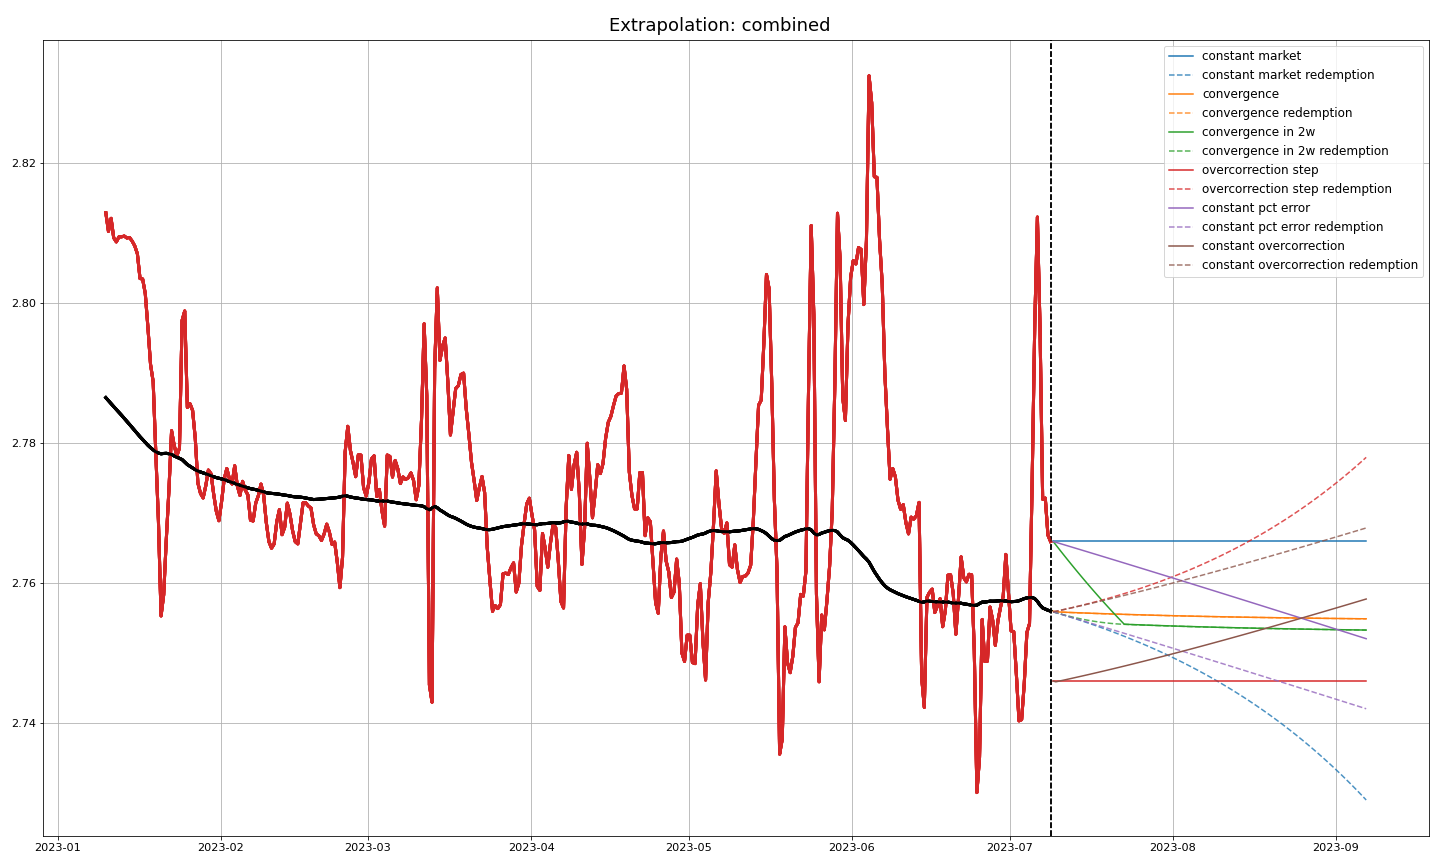 Extrapolation: combined
constant market
constant market redemption
convergence
convergence redemption
convergence in 2w
convergence in 2w redemption
overcorrection step
overcorrection step redemption
constant pct error
constant pct error redemption
constant overcorrection
constant overcorrection redemption
2.82
2.80
2.78
2.76
2.74
2023-01 2023-02 2023-03 2023-04 2023-05 2023-06 2023-07 2023-08 2023-09